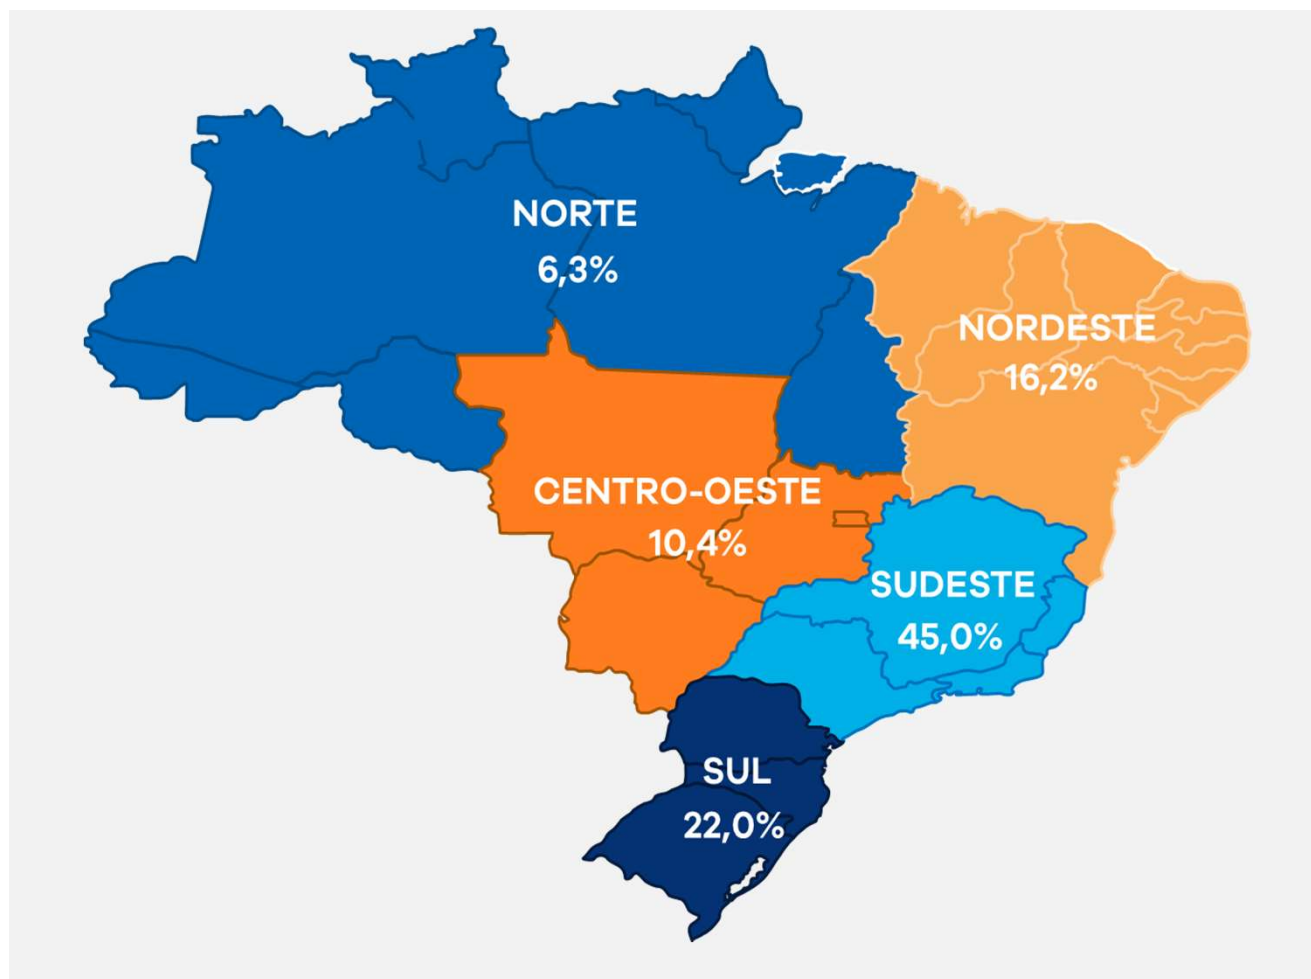 NORTE
6,3%
NORDESTE
16,2%
CENTRO-OESTE
10,4%
SUDESTE
45,0%
SUL
22,0%